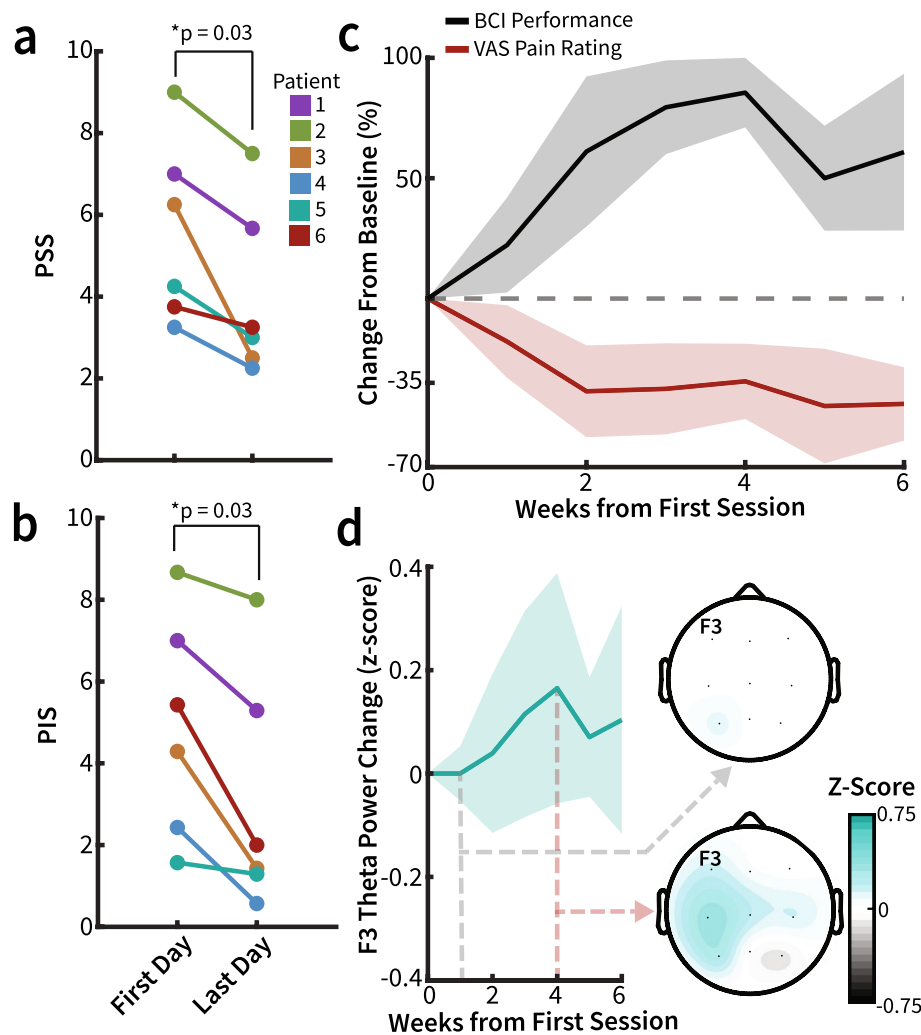 a
*p = 0.03
10
8
6
4
2
0
PSS
Patient
1
2
3
4
5
6
c
BCI Performance
VAS Pain Rating
100
50
-35
-70
Change From Baseline (%)
0
2
4
6
Weeks from First Session
b
*p = 0.03
10
8
6
4
2
0
PIS
First Day
Last Day
d
0.4
0.2
0
-0.2
-0.4
F3 Theta Power Change (z-score)
0
2
4
6
Weeks from First Session
F3
F3
Z-Score
0.75
0
-0.75